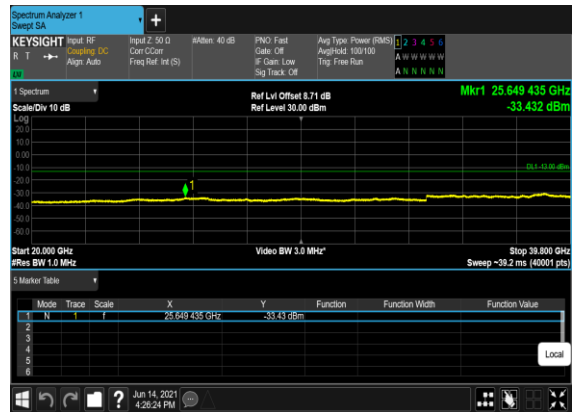 Spectrum Analyzer 1
Swept SA
+
KEYSIGHT Input: RF Input Z: 50 Ω #Atten: 40 dB PNO: Fast Avg Type: Power (RMS) 1 2 3 4 5 6
R T Coupling: DC Corr CCorr Gate: Off Avg|Hold: 100/100 A W W W W W
Align: Auto Freq Ref: Int (S) IF Gain: Low Trig: Free Run
LW Sig Track: Off A N N N N N
1 Spectrum Ref Lvl Offset 8.71 dB Mkr1 25.649 435 GHz
Scale/Div 10 dB Ref Level 30.00 dBm -33.432 dBm
Log
20.0
10.0
0.00
-10.0 DL1 -13.00 dBm
-20.0
1
-30.0
-40.0
-50.0
-60.0
Start 20.000 GHz Video BW 3.0 MHz* Stop 39.800 GHz
#Res BW 1.0 MHz Sweep ~39.2 ms (40001 pts)
5 Marker Table
Mode Trace Scale X Y Function Function Width Function Value
1 N 1 f 25.649 435 GHz -33.43 dBm
2
3
4
5
6
Local
? Jun 14, 2021
4:26:24 PM